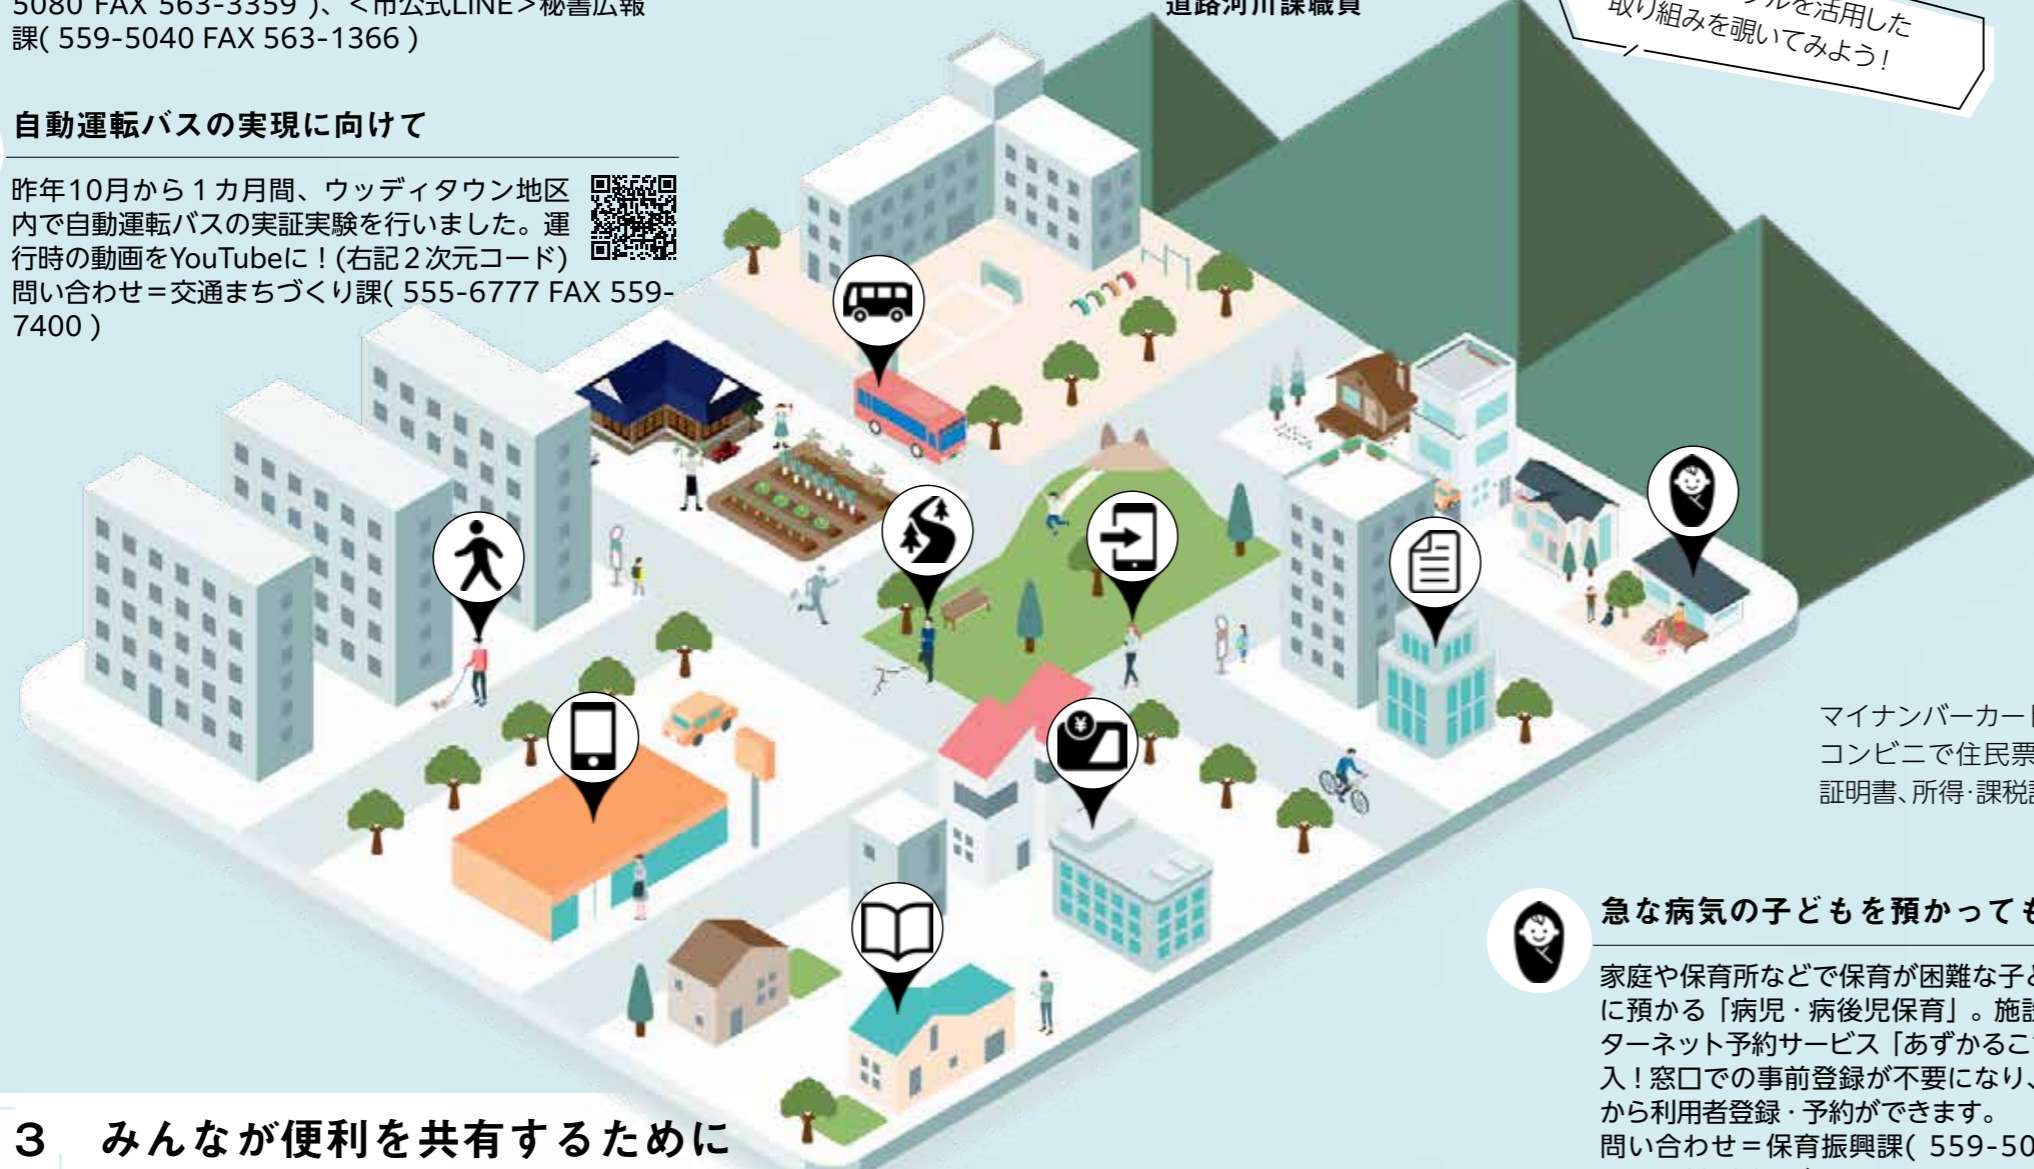 5080 FAX 563-3359 )、<市公式LINE>秘書広報
課( 559-5040 FAX 563-1366 )
道路河川課職員
ルを活用した
取り組みを覗いてみよう!
自動運転バスの実現に向けて
昨年10月から1カ月間、ウッディタウン地区
内で自動運転バスの実証実験を行いました。運
行時の動画をYouTubeに!(右記2次元コード)
問い合わせ=交通まちづくり課( 555-6777 FAX 559-
7400 )
¥
マイナンバーカード
コンビニで住民票
証明書、所得・課税
急な病気の子どもを預かっても
家庭や保育所などで保育が困難な子ど
に預かる「病児・病後児保育」。施設
ターネット予約サービス「あずかるこ
入!窓口での事前登録が不要になり、
から利用者登録・予約ができます。
問い合わせ=保育振興課( 559-50
3 みんなが便利を共有するために